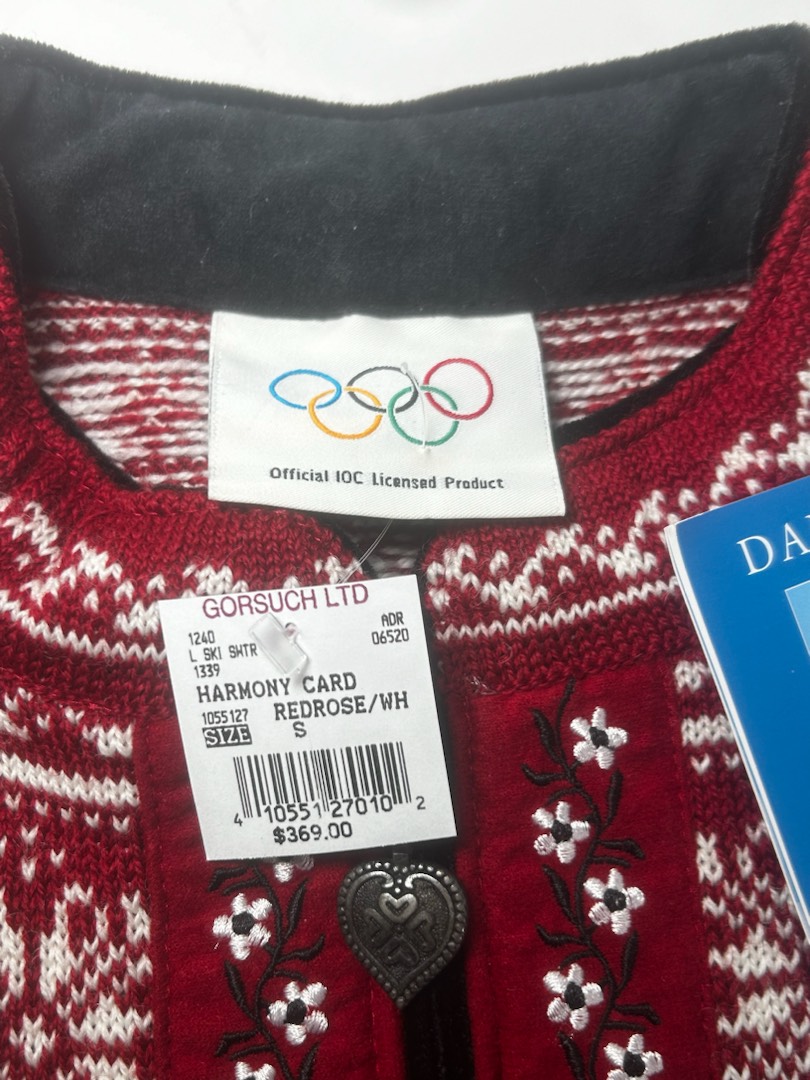 Official IOC Licensed Product
DA
GORSUCH LTD
1240 ADR
L SKI SWTR 06520
1339
HARMONY CARD
1055127 REDROSE/WH
SIZE S
4 10551 27010 2
$369.00